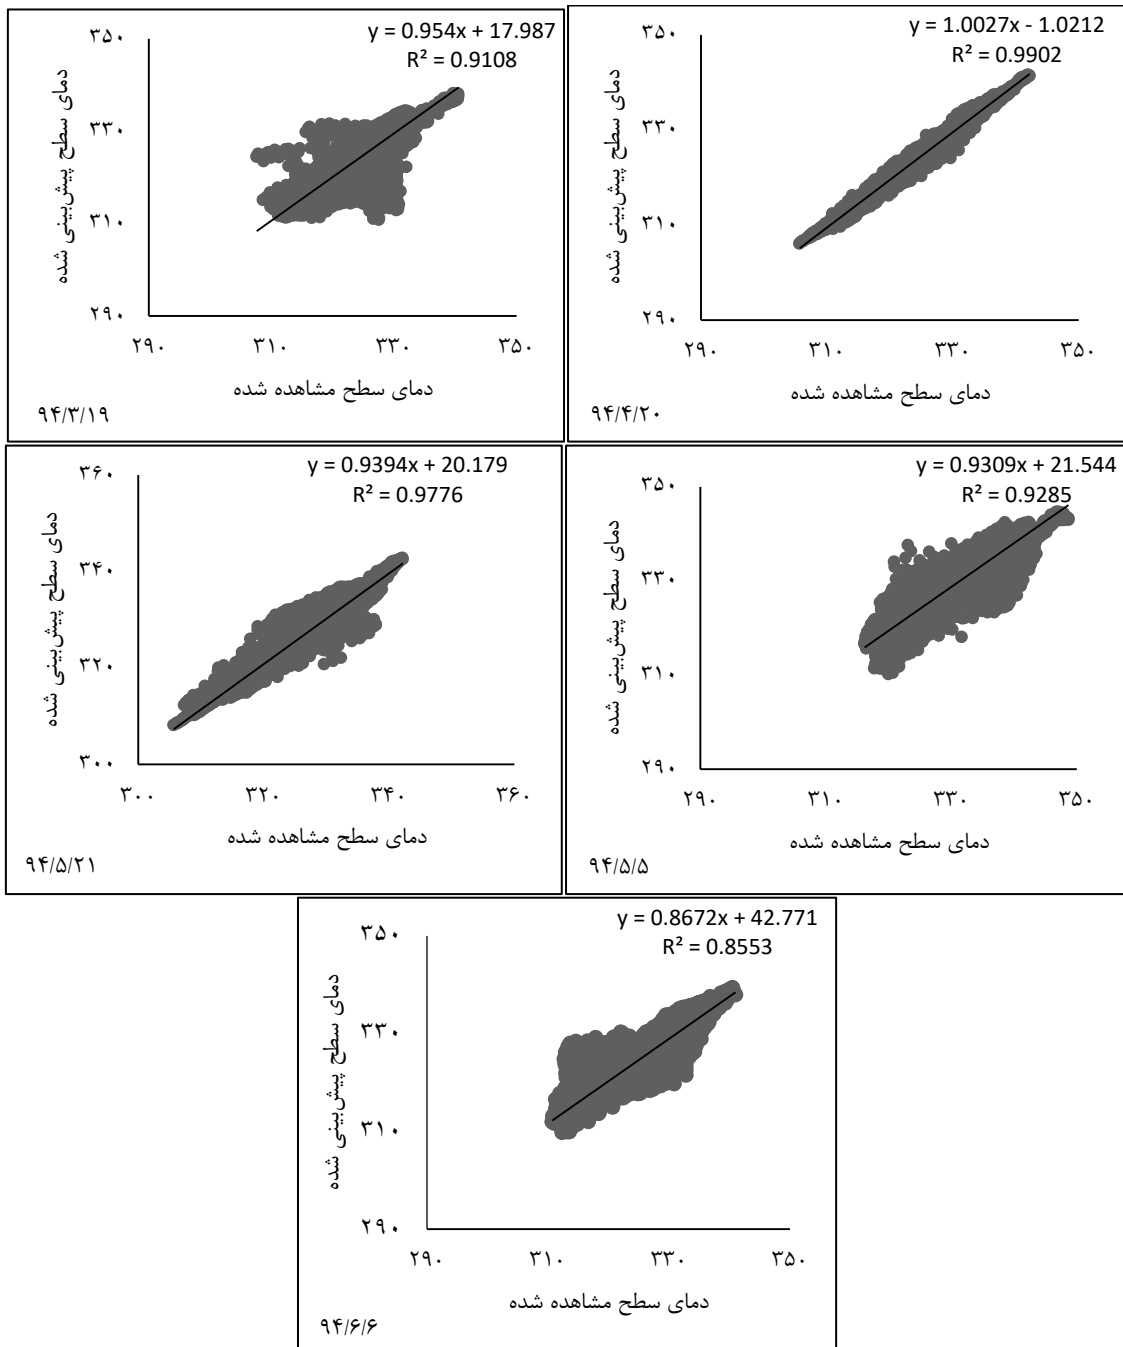 y = 0.954x + 17.987
R² = 0.9108
۳۵۰
۳۳۰
۳۱۰
۲۹۰
دمای سطح پیش‌بینی شده
۲۹۰ ۳۱۰ ۳۳۰ ۳۵۰
دمای سطح مشاهده شده
۹۴/۳/۱۹
y = 1.0027x - 1.0212
R² = 0.9902
۳۵۰
۳۳۰
۳۱۰
۲۹۰
دمای سطح پیش‌بینی شده
۲۹۰ ۳۱۰ ۳۳۰ ۳۵۰
دمای سطح مشاهده شده
۹۴/۴/۲۰
y = 0.9394x + 20.179
R² = 0.9776
۳۶۰
۳۴۰
۳۲۰
۳۰۰
دمای سطح پیش‌بینی شده
۳۰۰ ۳۲۰ ۳۴۰ ۳۶۰
دمای سطح مشاهده شده
۹۴/۵/۲۱
y = 0.9309x + 21.544
R² = 0.9285
۳۵۰
۳۳۰
۳۱۰
۲۹۰
دمای سطح پیش‌بینی شده
۲۹۰ ۳۱۰ ۳۳۰ ۳۵۰
دمای سطح مشاهده شده
۹۴/۵/۵
y = 0.8672x + 42.771
R² = 0.8553
۳۵۰
۳۳۰
۳۱۰
۲۹۰
دمای سطح پیش‌بینی شده
۲۹۰ ۳۱۰ ۳۳۰ ۳۵۰
دمای سطح مشاهده شده
۹۴/۶/۶